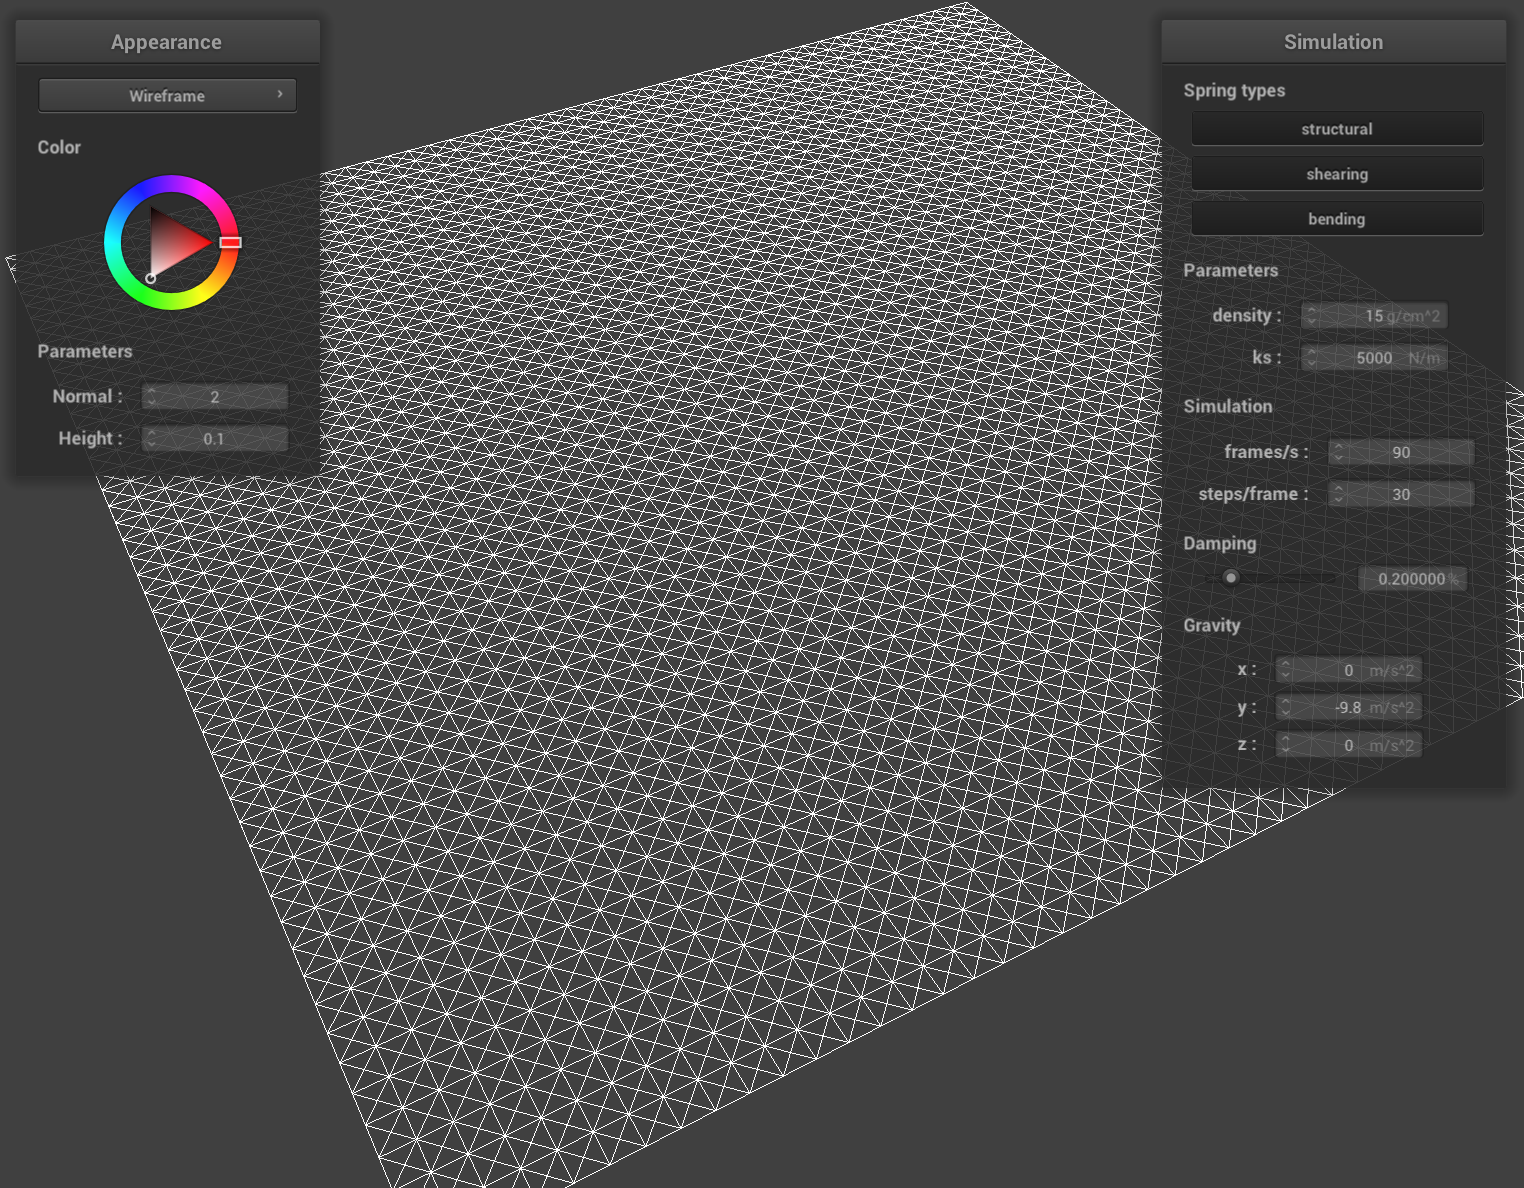 Appearance
Wireframe
Color
Parameters
Normal : 2
Height : 0.1
Simulation
Spring types
structural
shearing
bending
Parameters
density : 15 g/cm^2
ks : 5000 N/m
Simulation
frames/s : 90
steps/frame : 30
Damping
0.200000 %
Gravity
x : 0 m/s^2
y : -9.8 m/s^2
z : 0 m/s^2